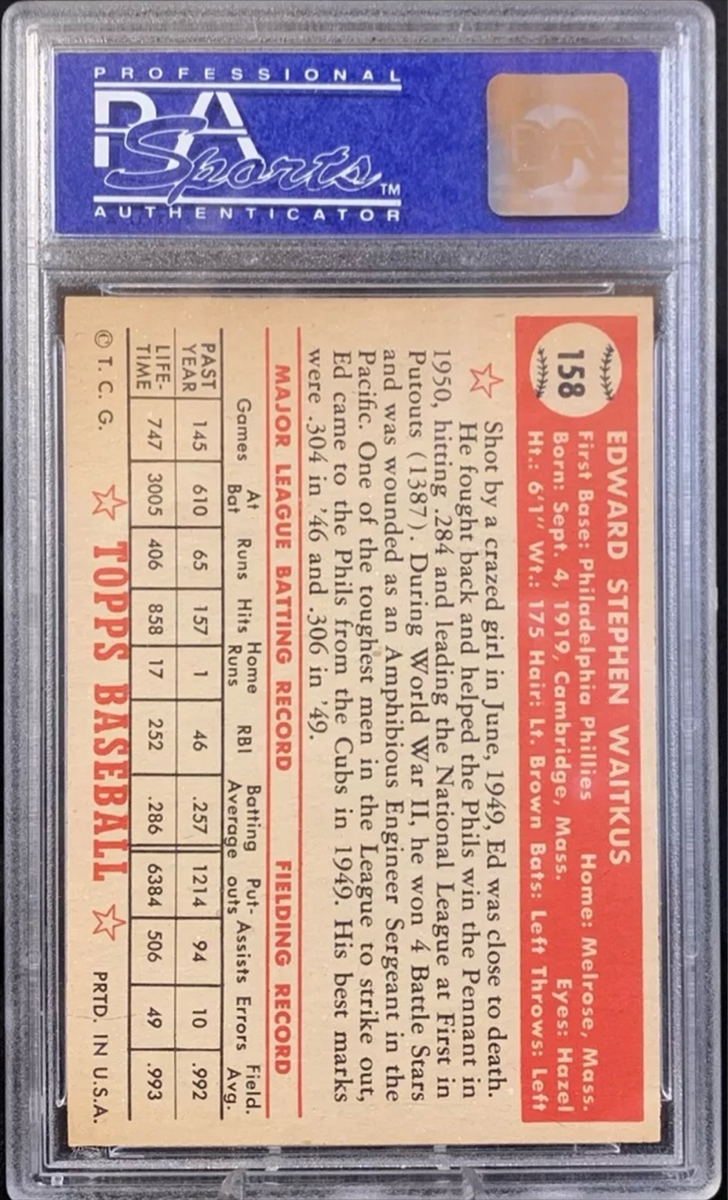 PROFESSIONAL
PSA
Sports™
AUTHENTICATOR
158
EDWARD STEPHEN WAITKUS
First Base: Philadelphia Phillies Home: Melrose, Mass.
Born: Sept. 4, 1919, Cambridge, Mass. Eyes: Hazel
Ht.: 6'1" Wt.: 175 Hair: Lt. Brown Bats: Left Throws: Left
Shot by a crazed girl in June, 1949, Ed was close to death.
He fought back and helped the Phils win the Pennant in
1950, hitting .284 and leading the National League at First in
Putouts (1387). During World War II, he won 4 Battle Stars
and was wounded as an Amphibious Engineer Sergeant in the
Pacific. One of the toughest men in the League to strike out,
Ed came to the Phils from the Cubs in 1949. His best marks
were .304 in '46 and .306 in '49.
MAJOR LEAGUE BATTING RECORD FIELDING RECORD
Games At Bat Runs Hits Home Runs RBI Batting Average Put-outs Assists Errors Field. Avg.
PAST YEAR 145 610 65 157 1 46 .257 1214 94 10 .992
LIFE-TIME 747 3005 406 858 17 252 .286 6384 506 49 .993
© T. C. G. TOPPS BASEBALL PRTD. IN U.S.A.